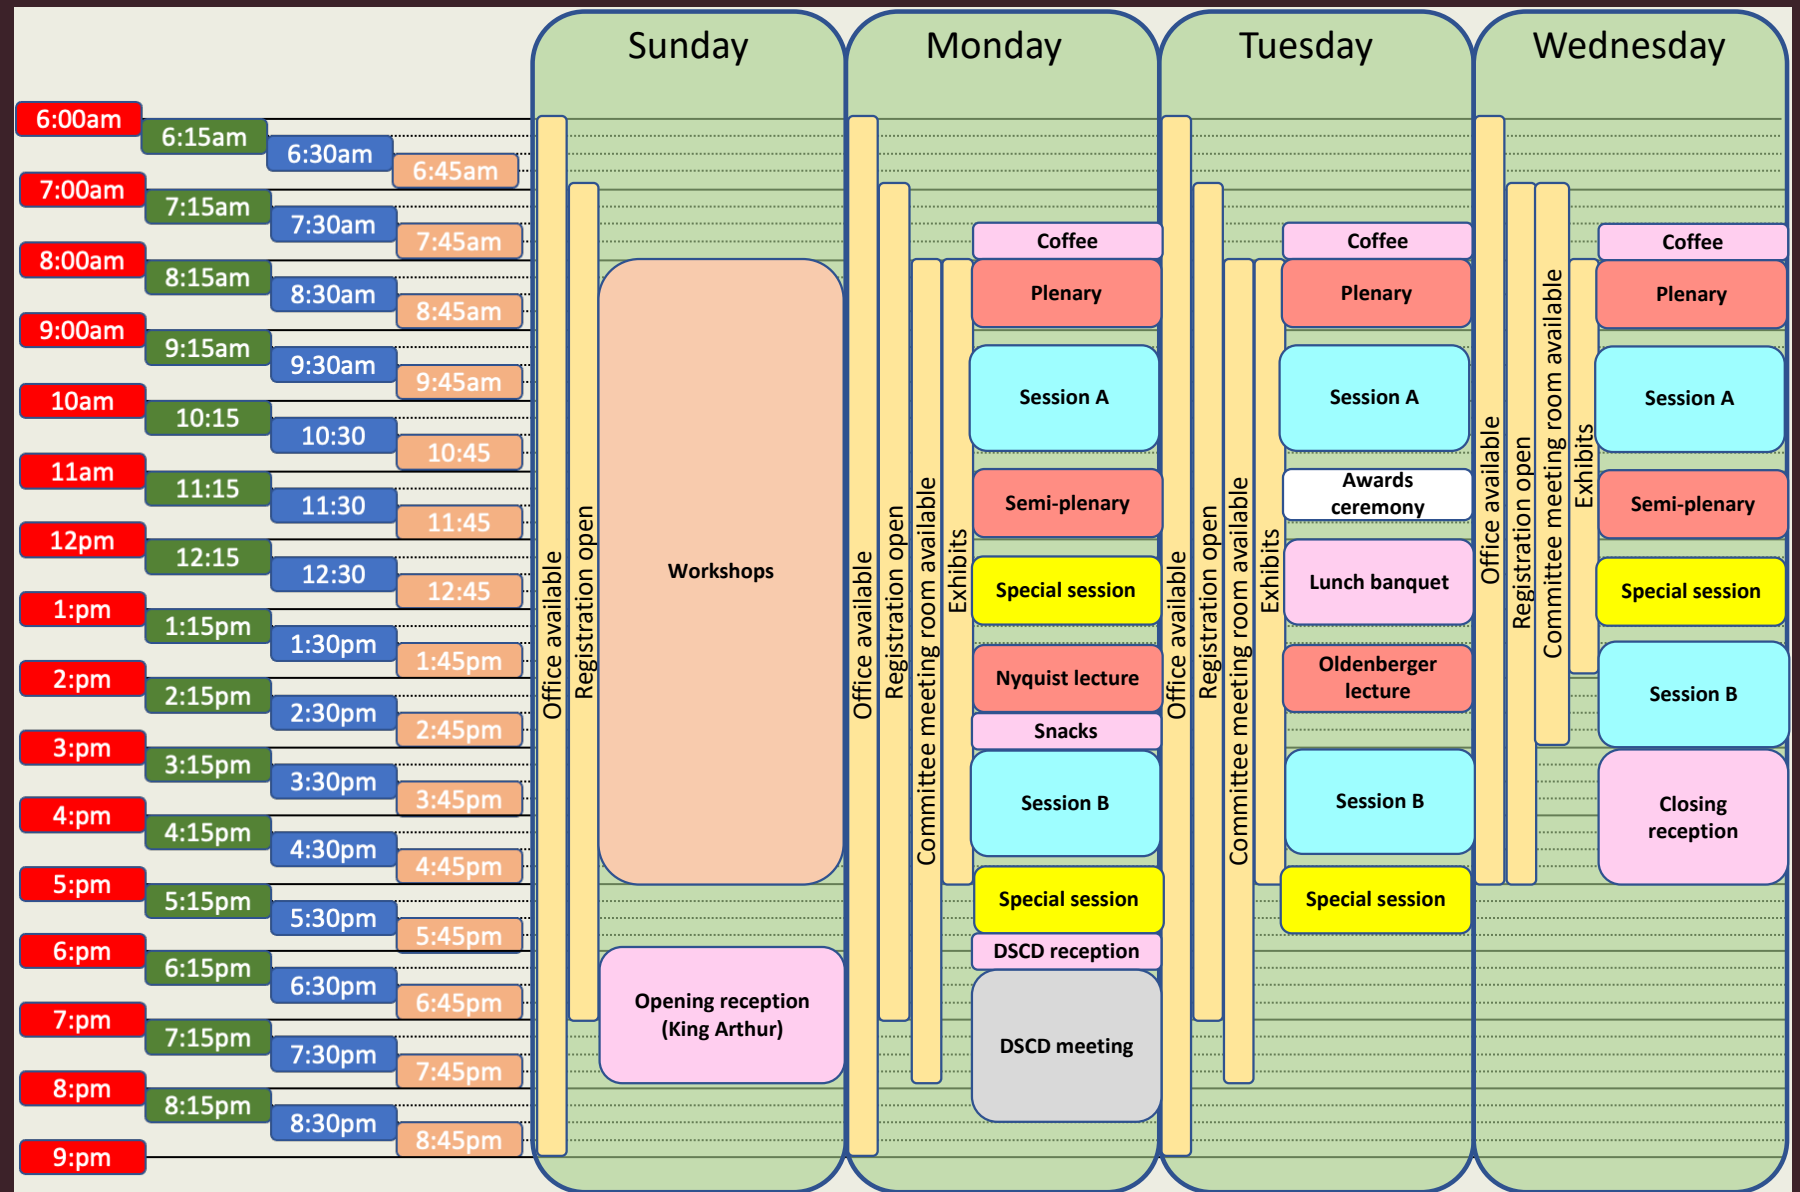 Sunday
Monday
Tuesday
Wednesday
6:00am
6:15am
6:30am
6:45am
7:00am
7:15am
7:30am
7:45am
8:00am
8:15am
8:30am
8:45am
9:00am
9:15am
9:30am
9:45am
10am
10:15
10:30
10:45
11am
11:15
11:30
11:45
12pm
12:15
12:30
12:45
1:pm
1:15pm
1:30pm
1:45pm
2:pm
2:15pm
2:30pm
2:45pm
3:pm
3:15pm
3:30pm
3:45pm
4:pm
4:15pm
4:30pm
4:45pm
5:pm
5:15pm
5:30pm
5:45pm
6:pm
6:15pm
6:30pm
6:45pm
7:pm
7:15pm
7:30pm
7:45pm
8:pm
8:15pm
8:30pm
8:45pm
9:pm
Office available
Registration open
Workshops
Opening reception
(King Arthur)
Office available
Registration open
Committee meeting room available
Exhibits
Coffee
Plenary
Session A
Semi-plenary
Special session
Nyquist lecture
Snacks
Session B
Special session
DSCD reception
DSCD meeting
Office available
Registration open
Committee meeting room available
Exhibits
Coffee
Plenary
Session A
Awards
ceremony
Lunch banquet
Oldenberger
lecture
Session B
Special session
Office available
Registration open
Committee meeting room available
Exhibits
Coffee
Plenary
Session A
Semi-plenary
Special session
Session B
Closing
reception